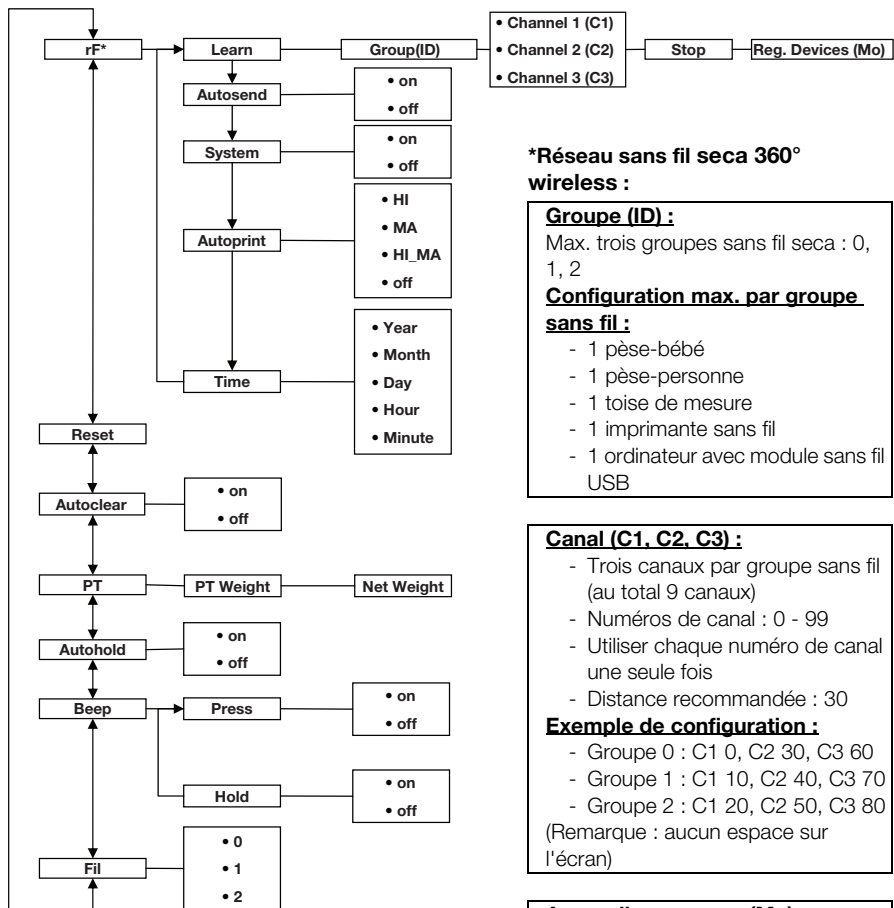 rF*
Learn
Group(ID)
• Channel 1 (C1)
• Channel 2 (C2)
• Channel 3 (C3)
Stop
Reg. Devices (Mo)
Autosend
• on
• off
System
• on
• off
Autoprint
• HI
• MA
• HI_MA
• off
Time
• Year
• Month
• Day
• Hour
• Minute
Reset
Autoclear
• on
• off
PT
PT Weight
Net Weight
Autohold
• on
• off
Beep
Press
• on
• off
Hold
• on
• off
Fil
• 0
• 1
• 2
*Réseau sans fil seca 360°
wireless :
Groupe (ID) :
Max. trois groupes sans fil seca : 0,
1, 2
Configuration max. par groupe
sans fil :
- 1 pèse-bébé
- 1 pèse-personne
- 1 toise de mesure
- 1 imprimante sans fil
- 1 ordinateur avec module sans fil
USB
Canal (C1, C2, C3) :
- Trois canaux par groupe sans fil
(au total 9 canaux)
- Numéros de canal : 0 - 99
- Utiliser chaque numéro de canal
une seule fois
- Distance recommandée : 30
Exemple de configuration :
- Groupe 0 : C1 0, C2 30, C3 60
- Groupe 1 : C1 10, C2 40, C3 70
- Groupe 2 : C1 20, C2 50, C3 80
(Remarque : aucun espace sur
l'écran)